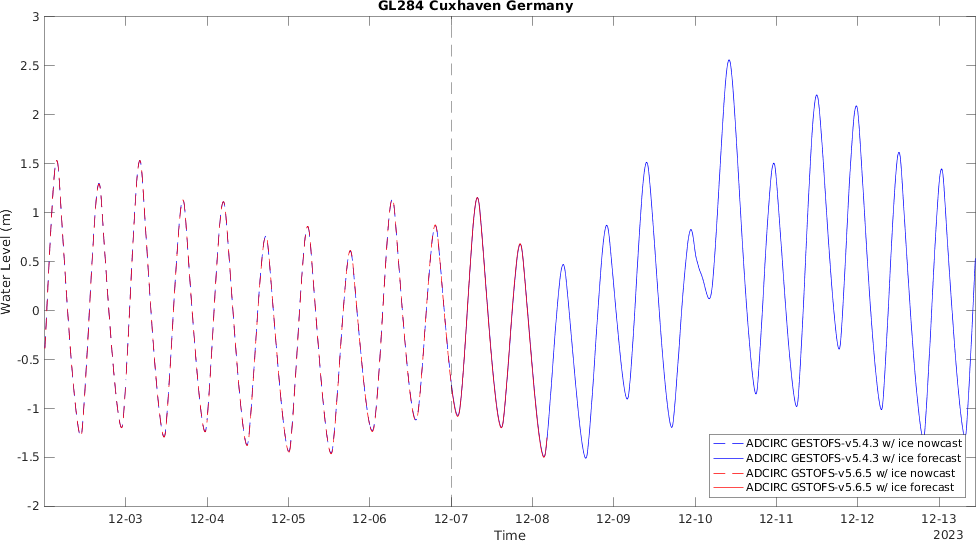 GL284 Cuxhaven Germany
3
2.5
2
1.5
1
0.5
0
-0.5
-1
-1.5
-2
Water Level (m)
ADCIRC GESTOFS-v5.4.3 w/ ice nowcast
ADCIRC GESTOFS-v5.4.3 w/ ice forecast
ADCIRC GSTOFS-v5.6.5 w/ ice nowcast
ADCIRC GSTOFS-v5.6.5 w/ ice forecast
12-03 12-04 12-05 12-06 12-07 12-08 12-09 12-10 12-11 12-12 12-13
Time
2023